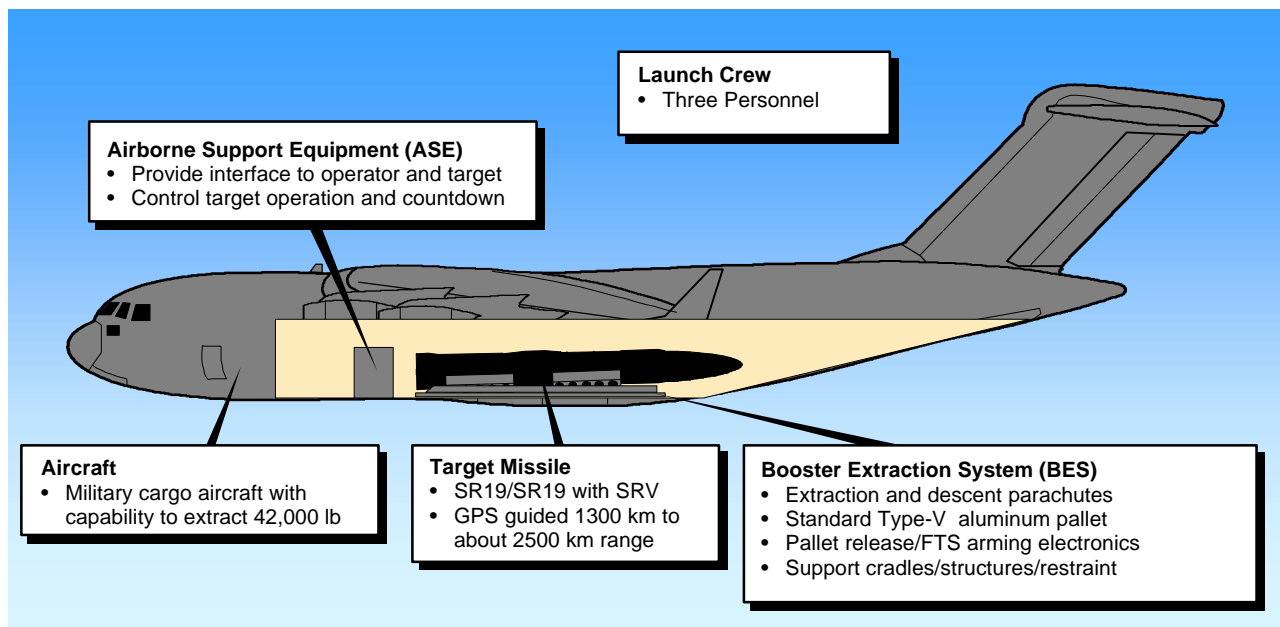 Launch Crew
• Three Personnel
Airborne Support Equipment (ASE)
• Provide interface to operator and target
• Control target operation and countdown
Aircraft
• Military cargo aircraft with
capability to extract 42,000 lb
Target Missile
• SR19/SR19 with SRV
• GPS guided 1300 km to
about 2500 km range
Booster Extraction System (BES)
• Extraction and descent parachutes
• Standard Type-V aluminum pallet
• Pallet release/FTS arming electronics
• Support cradles/structures/restraint